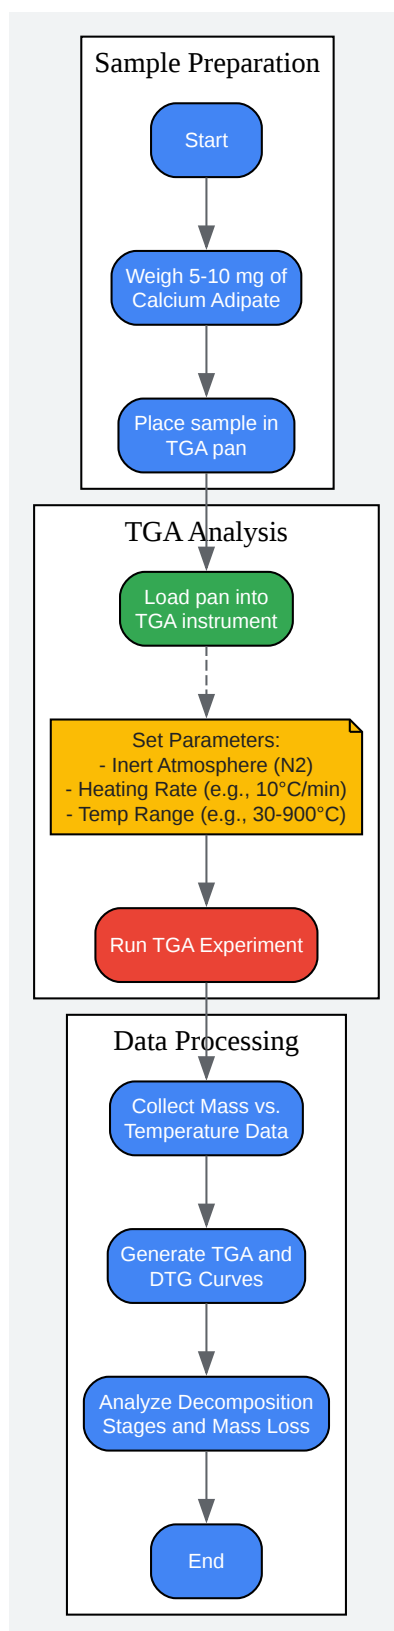 Sample Preparation
Start
Weigh 5-10 mg of
Calcium Adipate
Place sample in
TGA pan
TGA Analysis
Load pan into
TGA instrument
Set Parameters:
- Inert Atmosphere (N2)
- Heating Rate (e.g., 10°C/min)
- Temp Range (e.g., 30-900°C)
Run TGA Experiment
Data Processing
Collect Mass vs.
Temperature Data
Generate TGA and
DTG Curves
Analyze Decomposition
Stages and Mass Loss
End